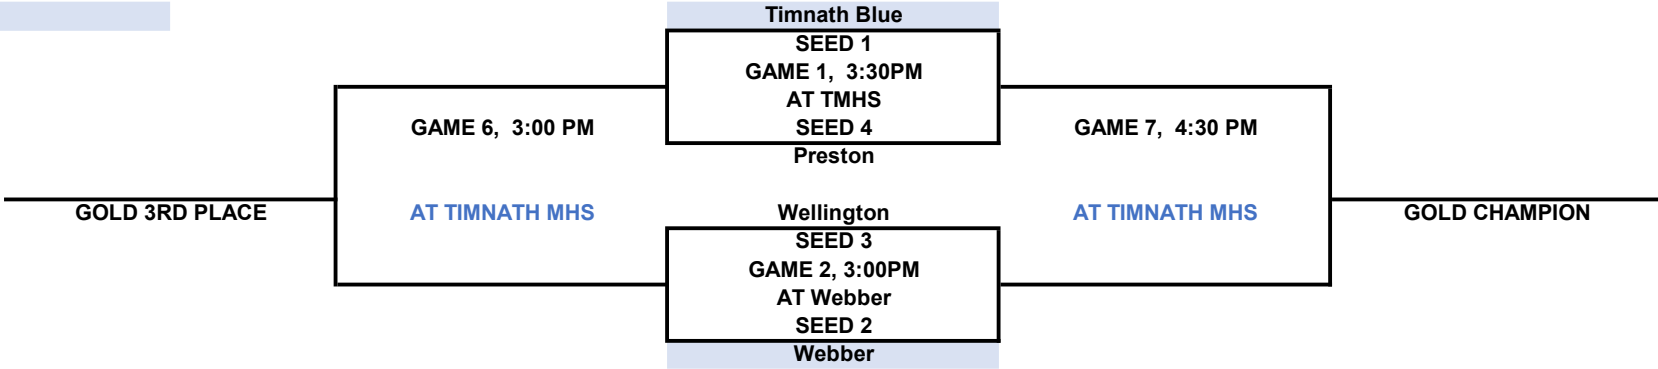 Timnath Blue
SEED 1
GAME 1, 3:30PM
AT TMHS
GAME 6, 3:00 PM
SEED 4
GAME 7, 4:30 PM
Preston
GOLD 3RD PLACE
AT TIMNATH MHS
Wellington
AT TIMNATH MHS
GOLD CHAMPION
SEED 3
GAME 2, 3:00PM
AT Webber
SEED 2
Webber